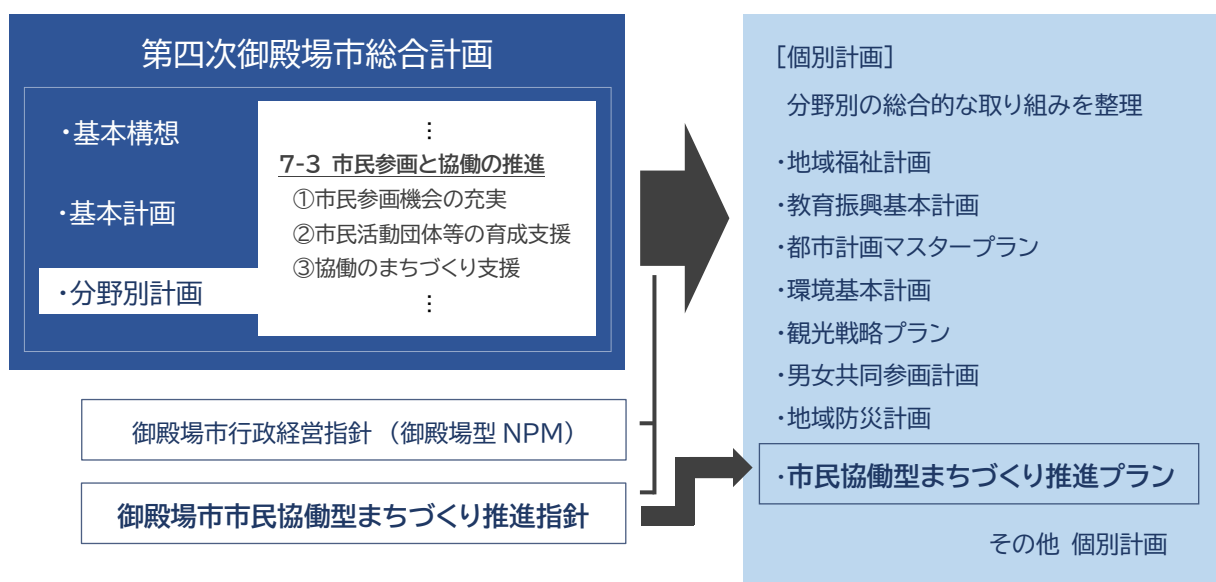 第四次御殿場市総合計画
・基本構想
・基本計画
・分野別計画
⋮
7-3 市民参画と協働の推進
①市民参画機会の充実
②市民活動団体等の育成支援
③協働のまちづくり支援
⋮
御殿場市行政経営指針 （御殿場型 NPM）
御殿場市市民協働型まちづくり推進指針
［個別計画］
分野別の総合的な取り組みを整理
・地域福祉計画
・教育振興基本計画
・都市計画マスタープラン
・環境基本計画
・観光戦略プラン
・男女共同参画計画
・地域防災計画
・市民協働型まちづくり推進プラン
その他 個別計画